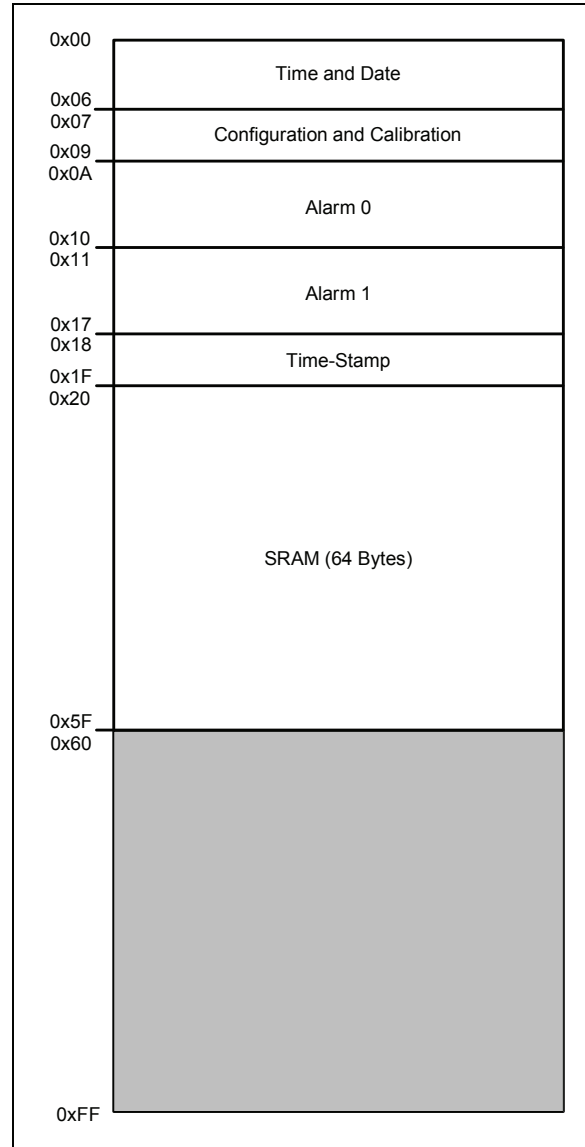 0x00
Time and Date
0x06
0x07
Configuration and Calibration
0x09
0x0A
Alarm 0
0x10
0x11
Alarm 1
0x17
0x18
Time-Stamp
0x1F
0x20
SRAM (64 Bytes)
0x5F
0x60
0xFF